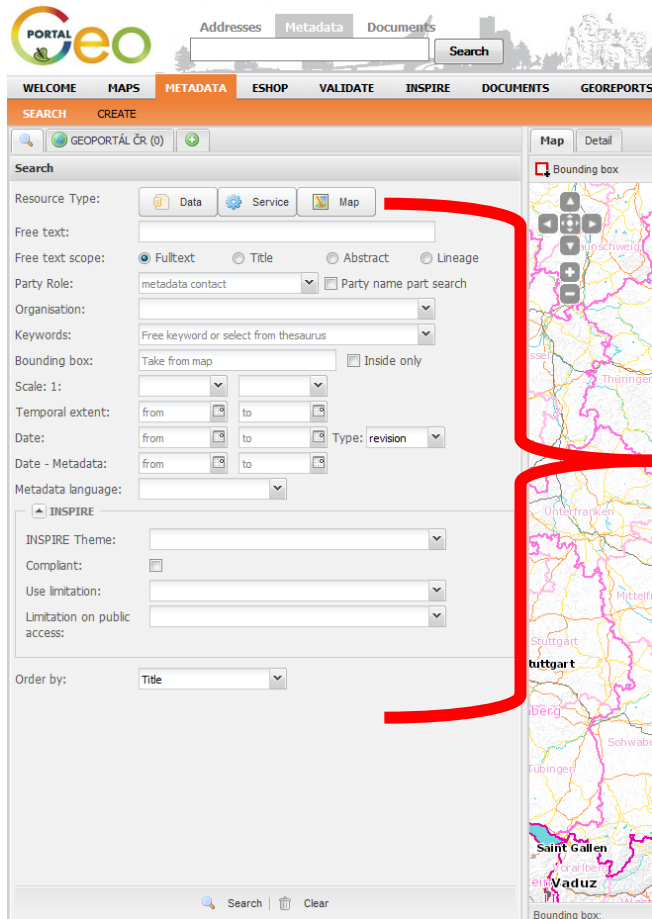 PORTAL
Geo
Addresses Metadata Documents
Search
WELCOME MAPS METADATA ESHOP VALIDATE INSPIRE DOCUMENTS GEOREPORTS
SEARCH CREATE
GEOPORTÁL ČR (0)
Map Detail
Search
Bounding box
Resource Type: Data Service Map
Free text:
Free text scope: Fulltext Title Abstract Lineage
Party Role: metadata contact Party name part search
Organisation:
Keywords: Free keyword or select from thesaurus
Bounding box: Take from map Inside only
Scale: 1:
Temporal extent: from to
Date: from to Type: revision
Date - Metadata: from to
Metadata language:
INSPIRE
INSPIRE Theme:
Compliant:
Use limitation:
Limitation on public
access:
Order by: Title
Search | Clear
aunschweig
ssel
Thüringer
Unterfranken
Mittelf
Stuttgart
tuttgart
berg
Schwabe
Tübingen
Saint Gallen
orarlber
Vaduz
Bounding box: